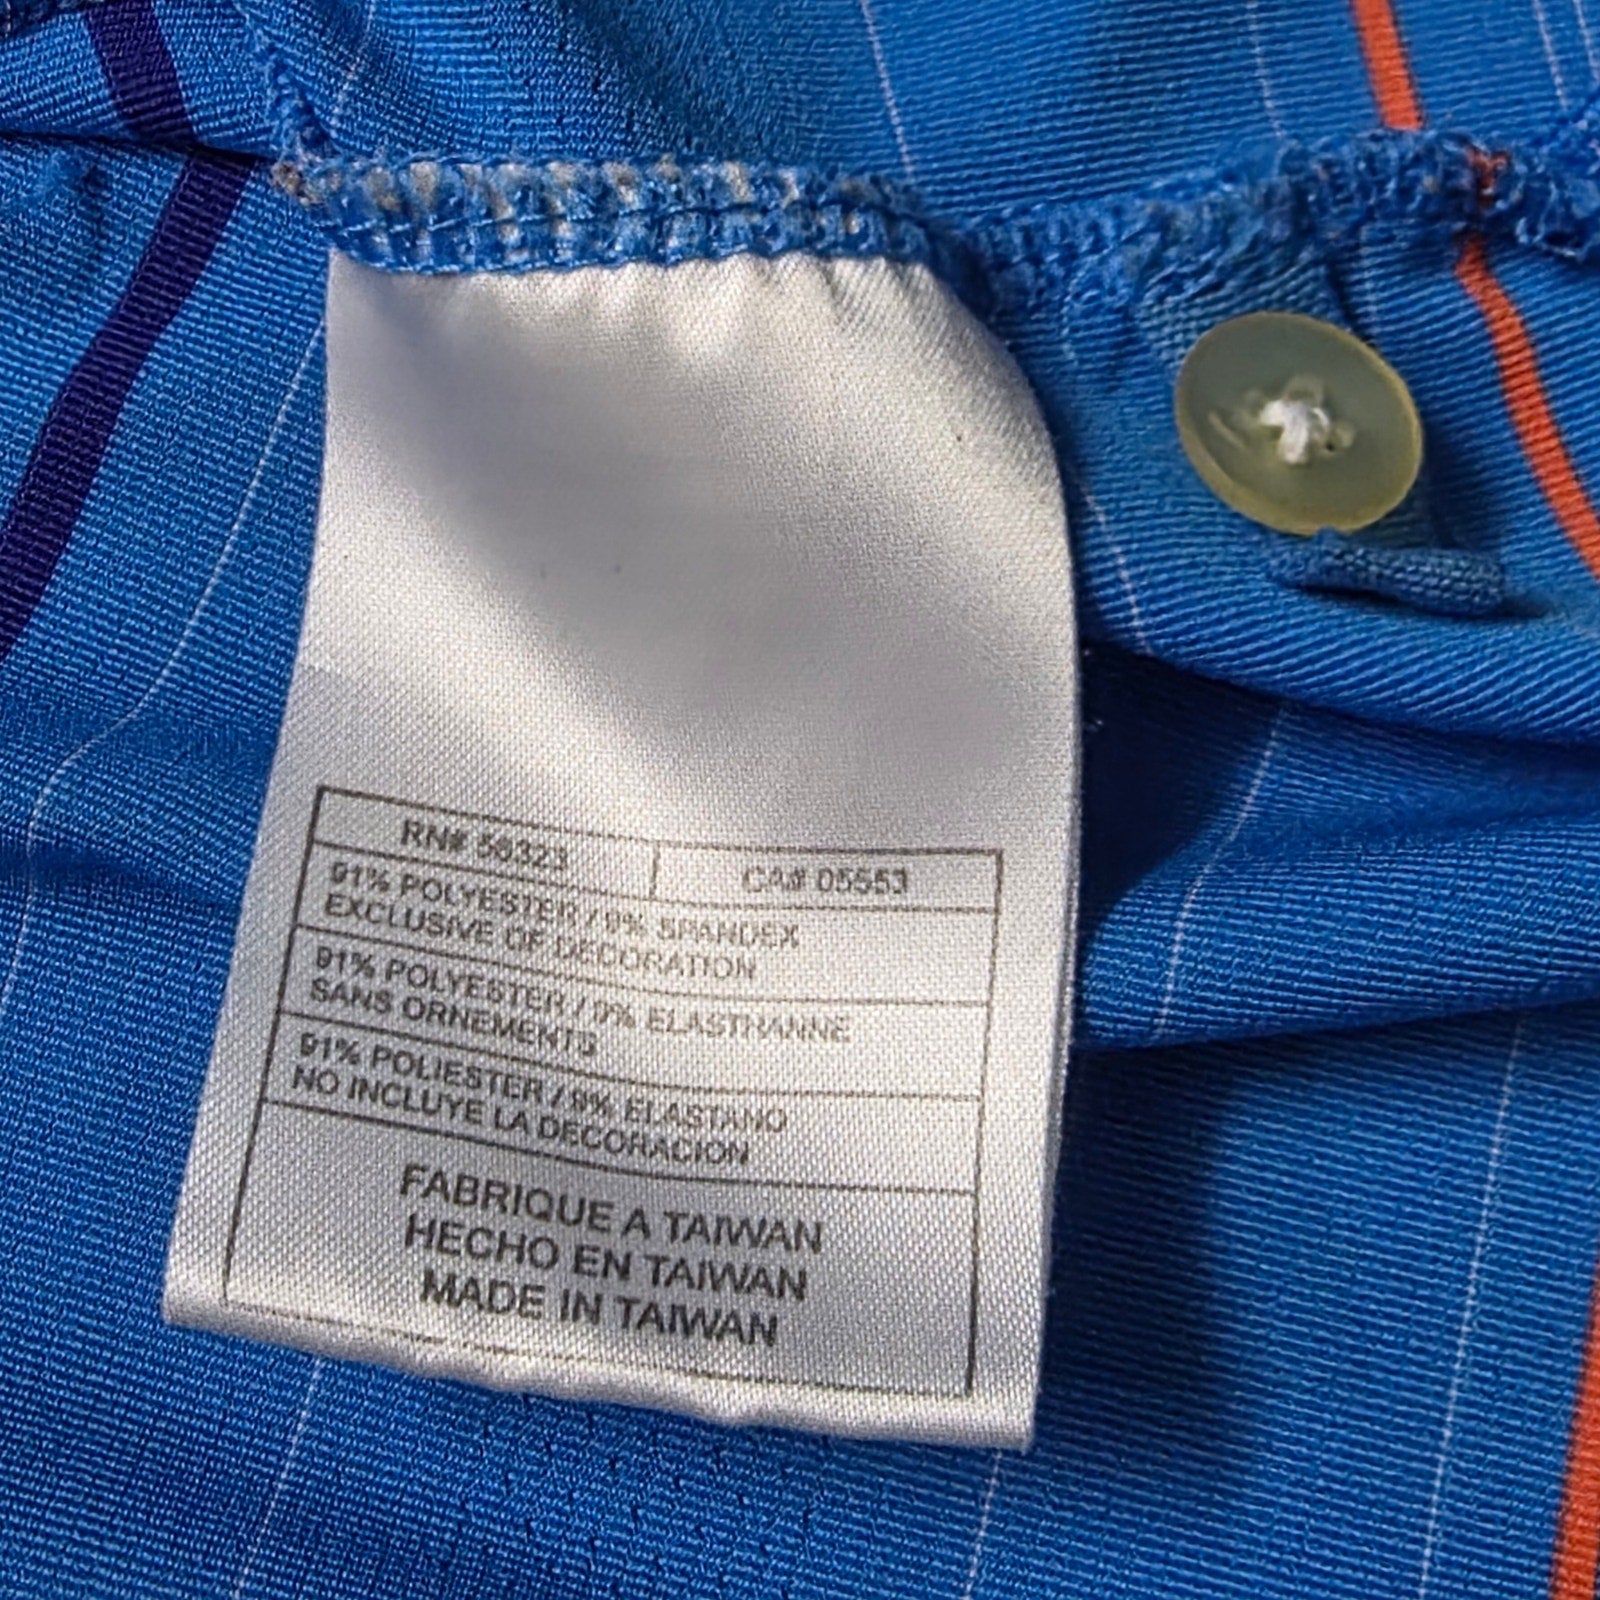 RN# 56323
CA# 05553
91% POLYESTER / 9% SPANDEX
EXCLUSIVE OF DECORATION
91% POLYESTER / 9% ELASTHANNE
SANS ORNEMENTS
91% POLIESTER / 9% ELASTANO
NO INCLUYE LA DECORACION
FABRIQUE A TAIWAN
HECHO EN TAIWAN
MADE IN TAIWAN